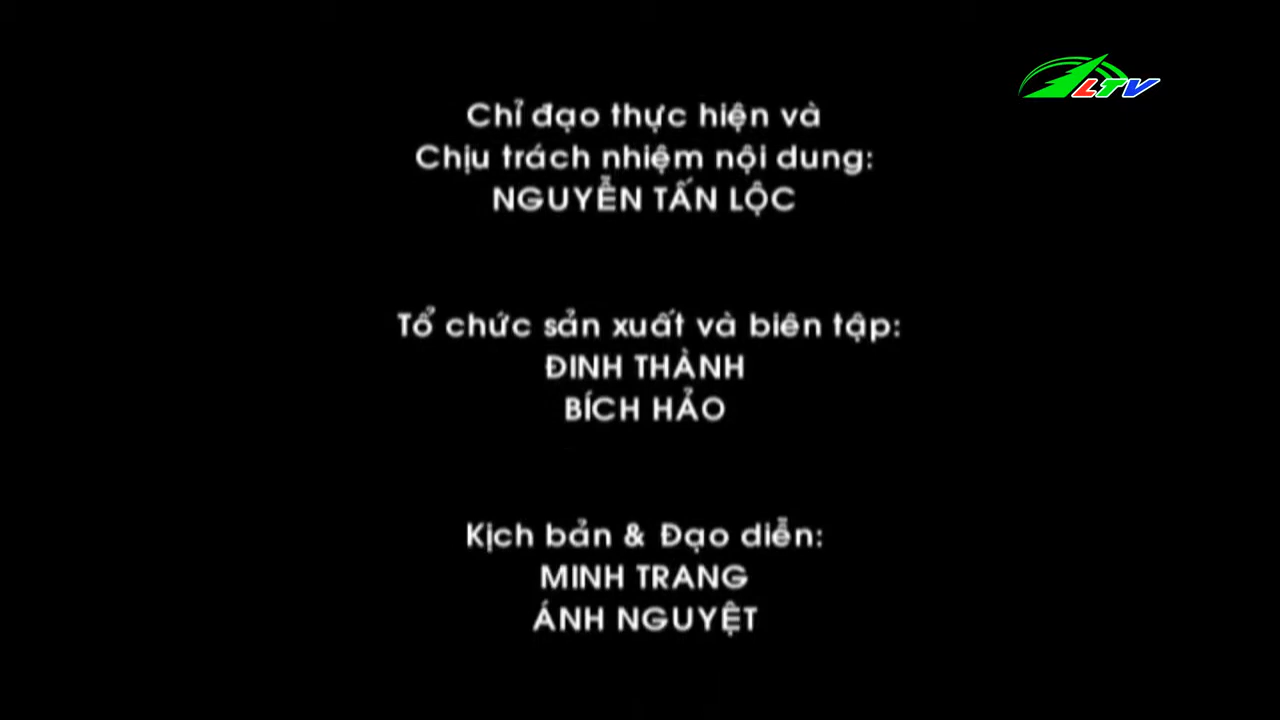 LTV
Chỉ đạo thực hiện và
Chịu trách nhiệm nội dung:
NGUYỄN TẤN LỘC
Tổ chức sản xuất và biên tập:
ĐINH THÀNH
BÍCH HẢO
Kịch bản & Đạo diễn:
MINH TRANG
ÁNH NGUYỆT